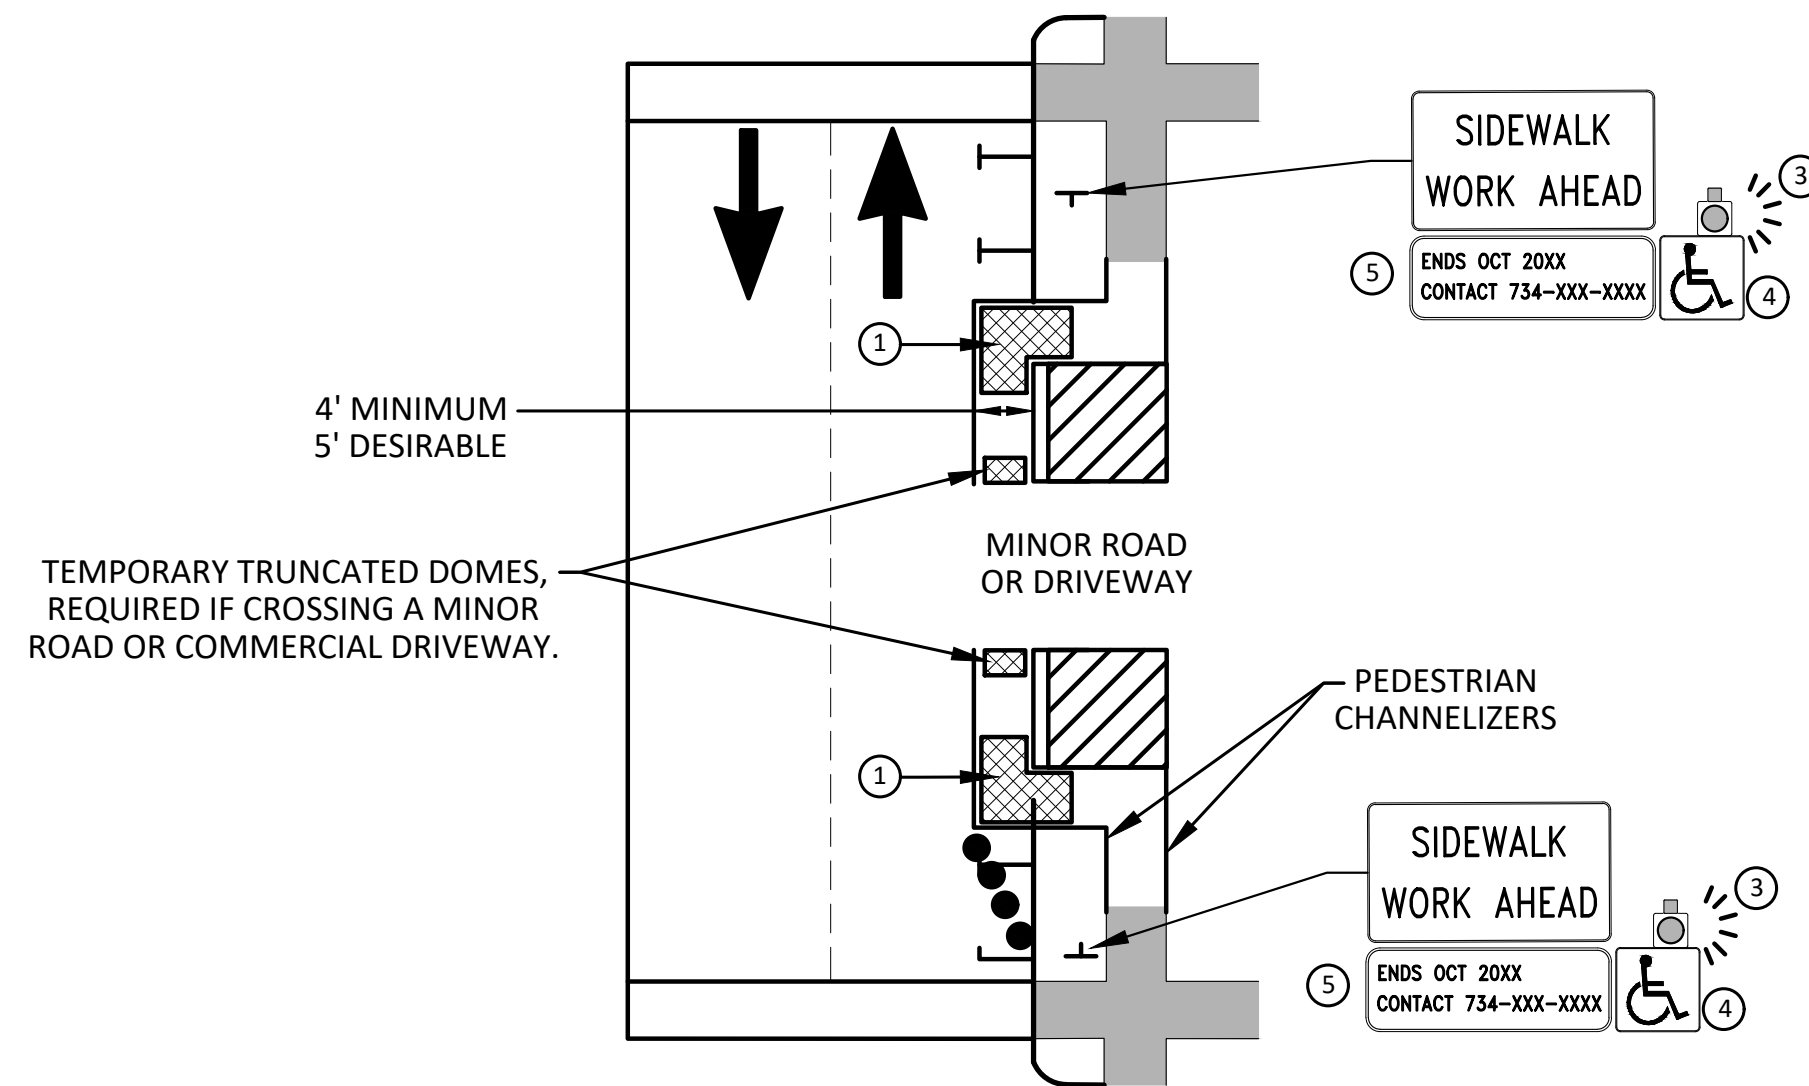 SIDEWALK
WORK AHEAD
3
5
ENDS OCT 20XX
CONTACT 734-XXX-XXXX
4
1
4' MINIMUM
5' DESIRABLE
MINOR ROAD
OR DRIVEWAY
TEMPORARY TRUNCATED DOMES,
REQUIRED IF CROSSING A MINOR
ROAD OR COMMERCIAL DRIVEWAY.
PEDESTRIAN
CHANNELIZERS
1
SIDEWALK
WORK AHEAD
3
5
ENDS OCT 20XX
CONTACT 734-XXX-XXXX
4